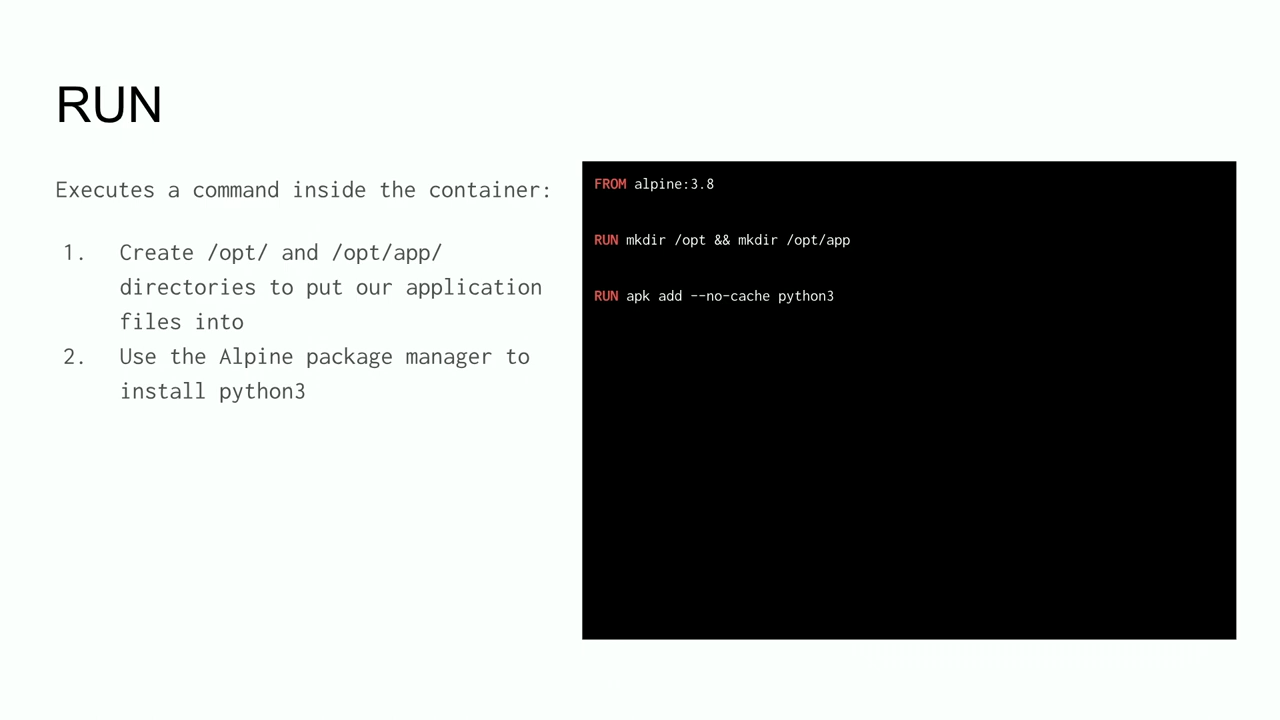 RUN
Executes a command inside the container:
1. Create /opt/ and /opt/app/
directories to put our application
files into
2. Use the Alpine package manager to
install python3
FROM alpine:3.8
RUN mkdir /opt && mkdir /opt/app
RUN apk add --no-cache python3